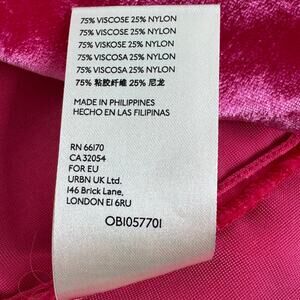 75% VISCOSE 25% NYLON
75% VISCOSE 25% NYLON
75% VISKOSE 25% NYLON
75% VISCOSA 25% NYLON
75% VISCOSA 25% NYLON
75% 粘胶纤维 25% 尼龙
MADE IN PHILIPPINES
HECHO EN LAS FILIPINAS
RN 66170
CA 32054
FOR EU
URBN UK Ltd.
146 Brick Lane,
LONDON E1 6RU
OB1057701